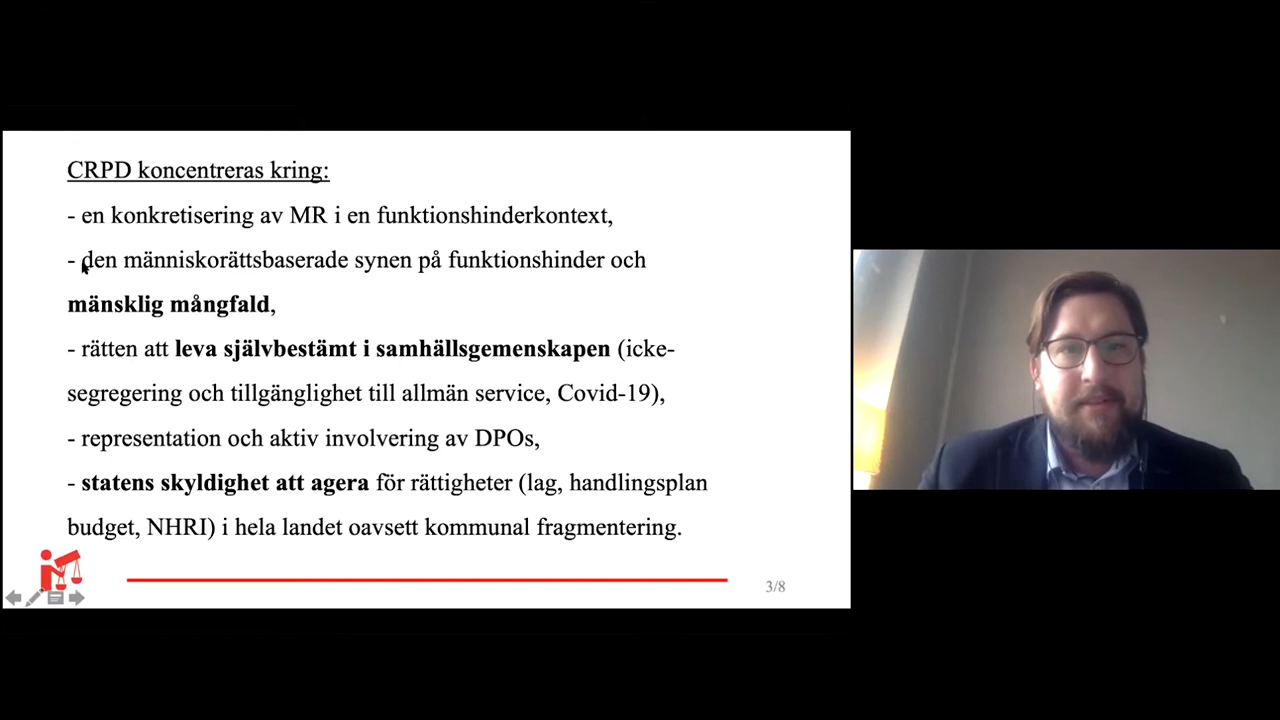 CRPD koncentreras kring:
- en konkretisering av MR i en funktionshinderkontext,
- den människorättsbaserade synen på funktionshinder och
mänsklig mångfald,
- rätten att leva självbestämt i samhällsgemenskapen (icke-
segregering och tillgänglighet till allmän service, Covid-19),
- representation och aktiv involvering av DPOs,
- statens skyldighet att agera för rättigheter (lag, handlingsplan
budget, NHRI) i hela landet oavsett kommunal fragmentering.
3/8